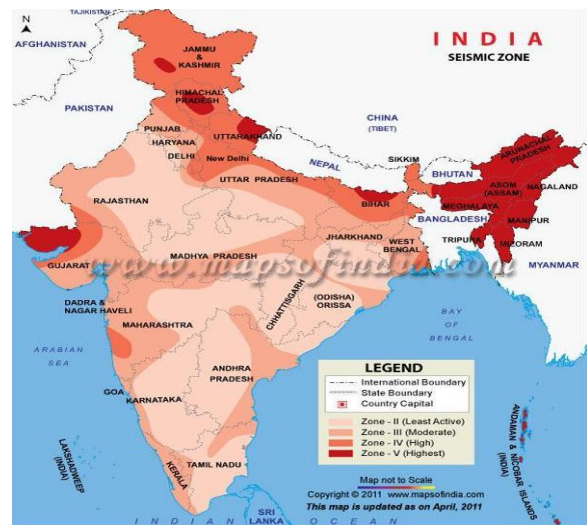 TAJIKISTAN
N
AFGHANISTAN
INDIA
SEISMIC ZONE
JAMMU
&
KASHMIR
PAKISTAN
HIMACHAL
PRADESH
CHINA
(TIBET)
PUNJAB
HARYANA
UTTARAKHAND
DELHI
New Delhi
NEPAL
SIKKIM
ARUNACHAL
PRADESH
BHUTAN
UTTAR PRADESH
RAJASTHAN
ASOM
(ASSAM)
NAGALAND
BIHAR
MEGHALAYA
BANGLADESH
MANIPUR
JHARKHAND
WEST
BENGAL
TRIPURA
MIZORAM
GUJARAT
MADHYA PRADESH
MYANMAR
www.mapsofindia.com
DADRA &
NAGAR HAVELI
CHHATTISGARH
(ODISHA)
ORISSA
MAHARASHTRA
BAY
OF
BENGAL
ARABIAN
SEA
ANDHRA
PRADESH
GOA
KARNATAKA
LEGEND
International Boundary
State Boundary
Country Capital
Zone - II (Least Active)
Zone - III (Moderate)
Zone - IV (High)
Zone - V (Highest)
ANDAMAN & NICOBAR ISLANDS
(INDIA)
LAKSHADWEEP
(INDIA)
KERALA
TAMIL NADU
Map not to Scale
Copyright © 2011 www.mapsofindia.com
This map is updated as on April, 2011
SRI
LANKA
INDIAN OCEAN